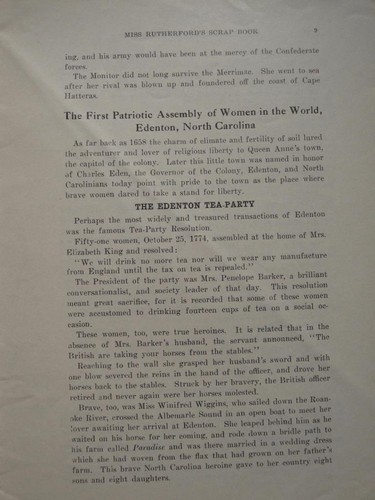 MISS RUTHERFORD'S SCRAP BOOK 9
ing, and his army would have been at the mercy of the Confederate
forces.
The Monitor did not long survive the Merrimac. She went to sea
after her rival was blown up and foundered off the coast of Cape
Hatteras.
The First Patriotic Assembly of Women in the World,
Edenton, North Carolina
As far back as 1658 the charm of climate and fertility of soil lured
the adventurer and lover of religious liberty to Queen Anne's town,
the capitol of the colony. Later this little town was named in honor
of Charles Eden, the Governor of the Colony, Edenton, and North
Carolinians today point with pride to the town as the place where
brave women dared to take a stand for liberty.
THE EDENTON TEA-PARTY
Perhaps the most widely and treasured transactions of Edenton
was the famous Tea-Party Resolution.
Fifty-one women, October 25, 1774, assembled at the home of Mrs.
Elizabeth King and resolved:
"We will drink no more tea nor will we wear any manufacture
from England until the tax on tea is repealed."
The President of the party was Mrs. Penelope Barker, a brilliant
conversationalist, and society leader of that day. This resolution
meant great sacrifice, for it is recorded that some of these women
were accustomed to drinking fourteen cups of tea on a social oc-
casion.
These women, too, were true heroines. It is related that in the
absence of Mrs. Barker's husband, the servant announced, "The
British are taking your horses from the stables."
Reaching to the wall she grasped her husband's sword and with
one blow severed the reins in the hand of the officer, and drove her
horses back to the stables. Struck by her bravery, the British officer
retired and never again were her horses molested.
Brave, too, was Miss Winifred Wiggins, who sailed down the Roan-
oke River, crossed the Albemarle Sound in an open boat to meet her
lover awaiting her arrival at Edenton. She leaped behind him as he
waited on his horse for her coming, and rode down a bridle path to
his farm called Paradise and was there married in a wedding dress
which she had woven from the flax that had grown on her father's
farm. This brave North Carolina heroine gave to her country eight
sons and eight daughters.